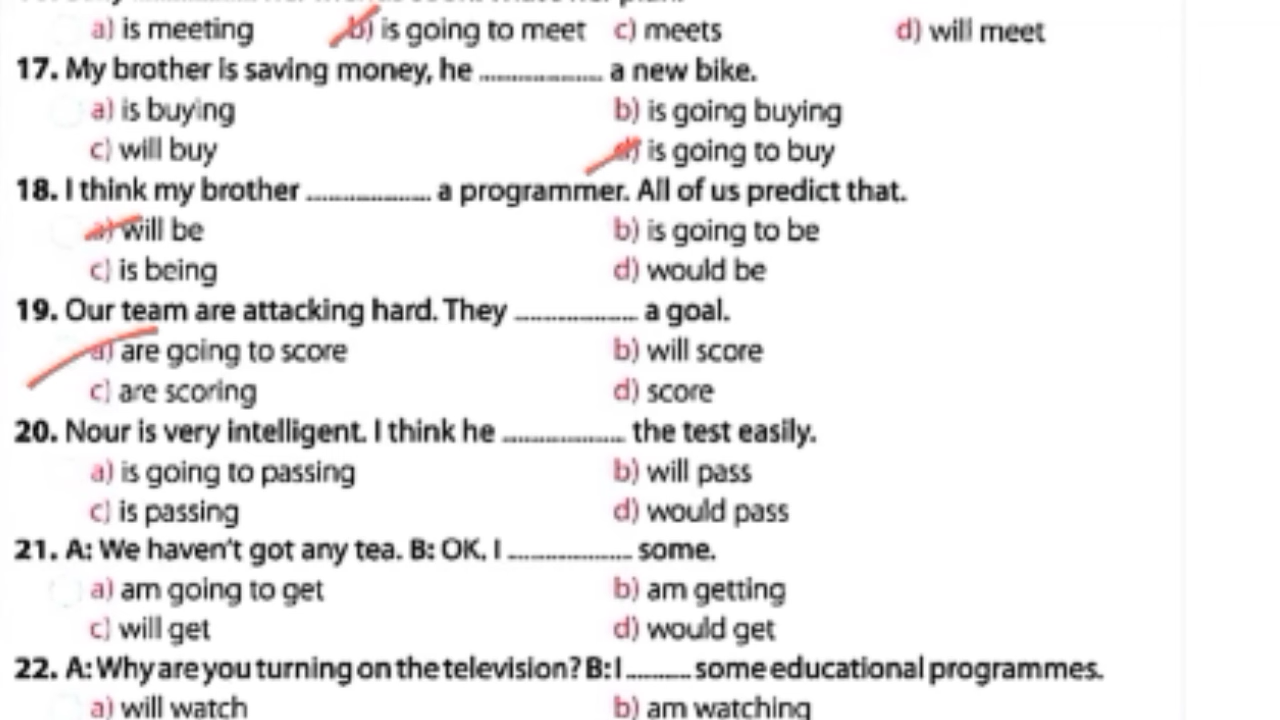 a) is meeting b) is going to meet c) meets d) will meet
17. My brother is saving money, he .................. a new bike.
a) is buying b) is going buying
c) will buy d) is going to buy
18. I think my brother .................. a programmer. All of us predict that.
a) will be b) is going to be
c) is being d) would be
19. Our team are attacking hard. They .................. a goal.
a) are going to score b) will score
c) are scoring d) score
20. Nour is very intelligent. I think he .................. the test easily.
a) is going to passing b) will pass
c) is passing d) would pass
21. A: We haven't got any tea. B: OK. I .................. some.
a) am going to get b) am getting
c) will get d) would get
22. A: Why are you turning on the television? B: I ......... some educational programmes.
a) will watch b) am watching